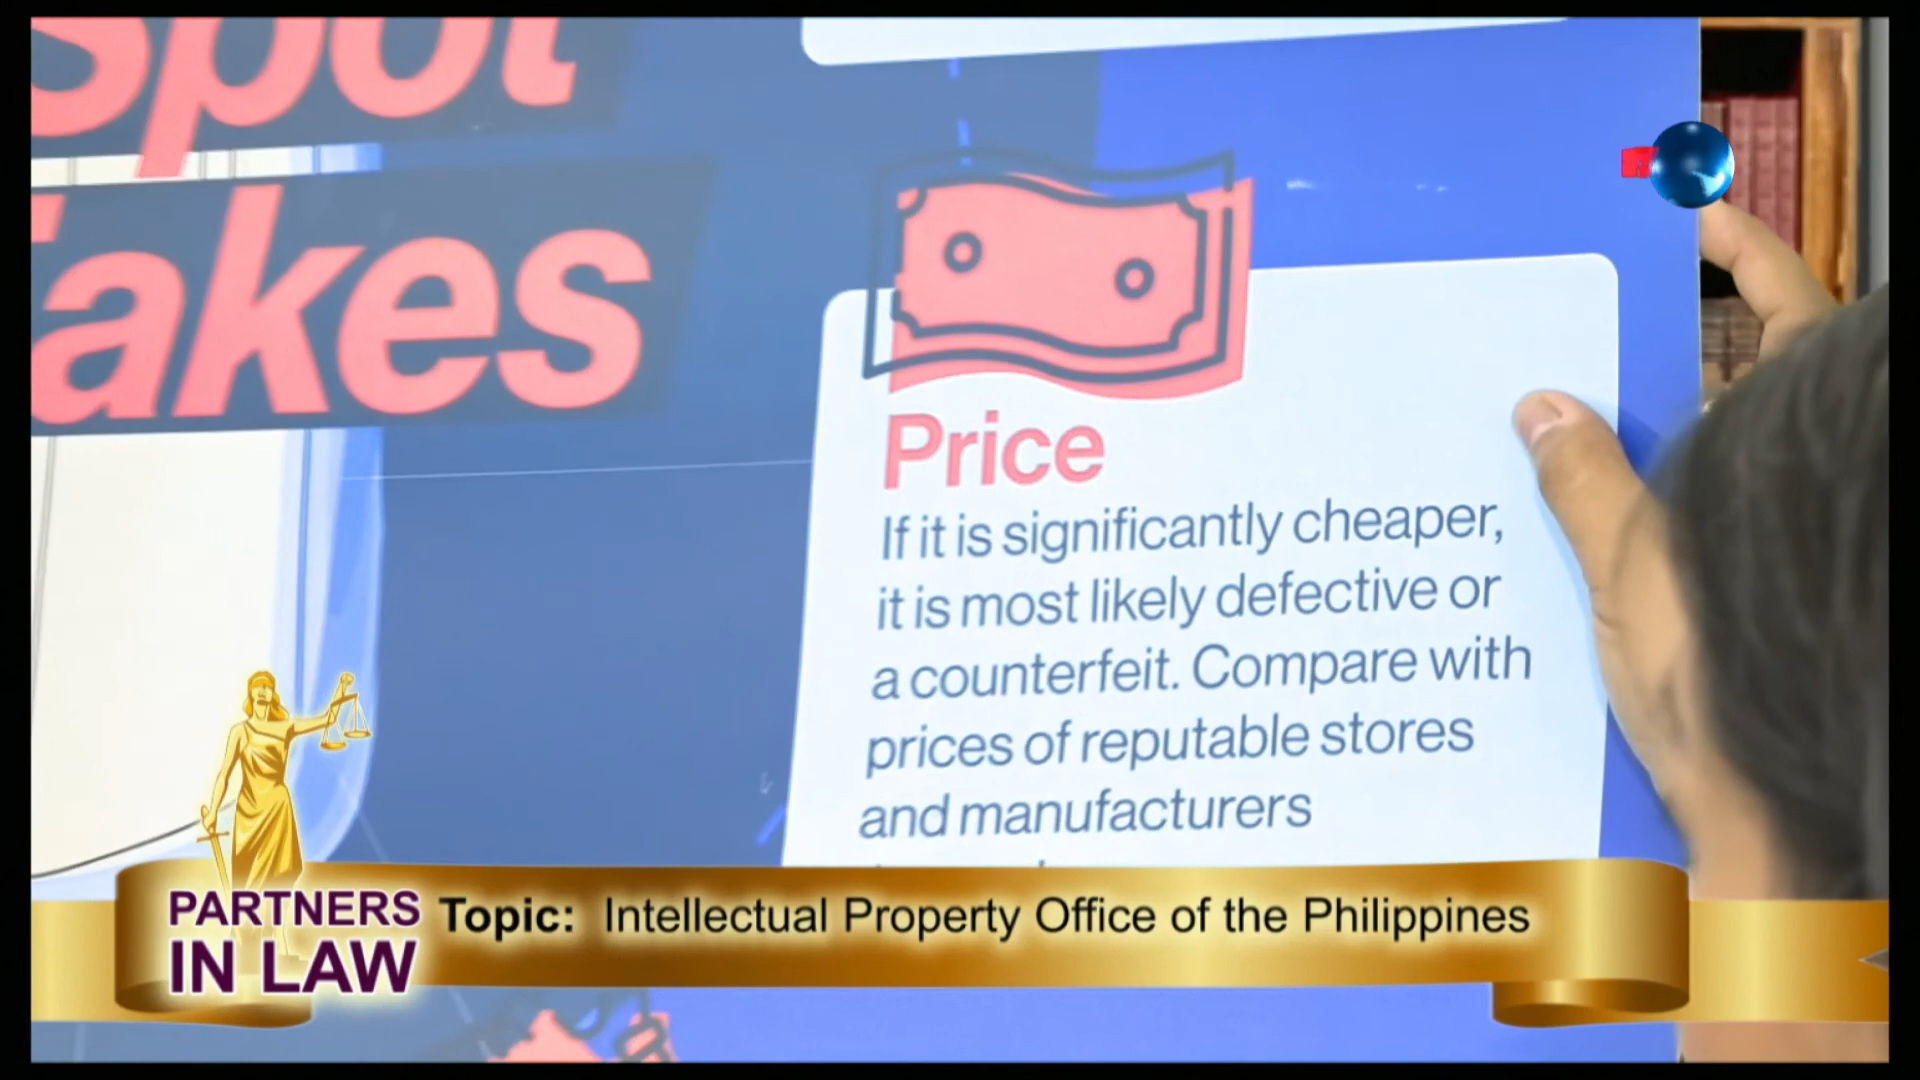 spot
akes
Price
If it is significantly cheaper,
it is most likely defective or
a counterfeit. Compare with
prices of reputable stores
and manufacturers
PARTNERS
IN LAW
Topic: Intellectual Property Office of the Philippines